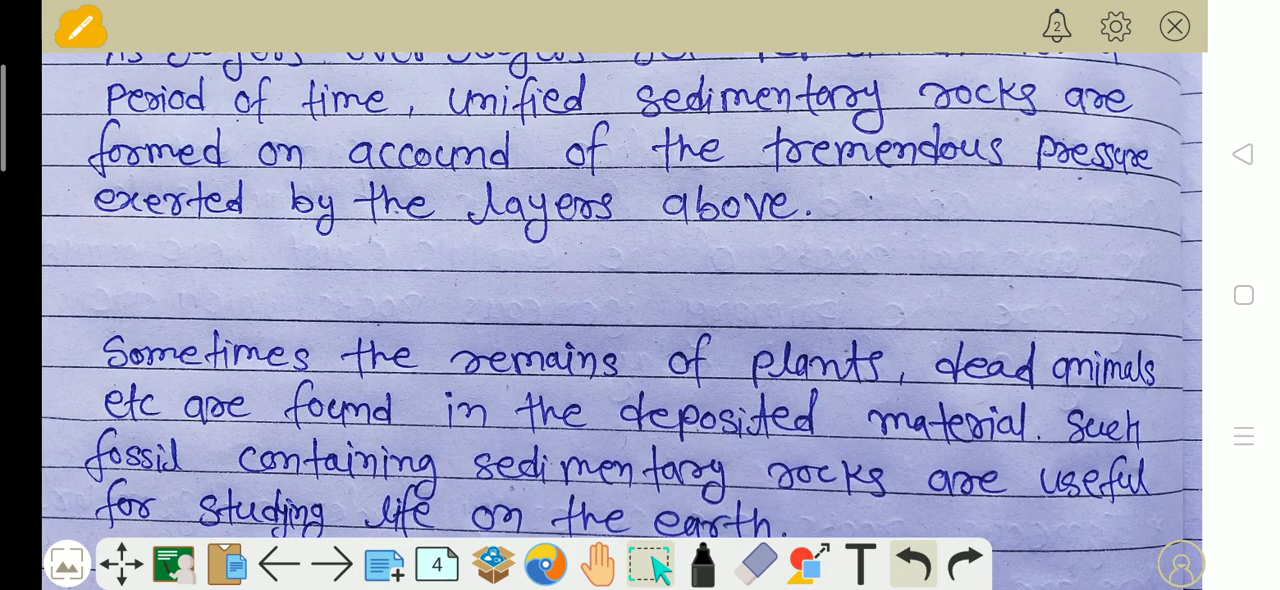 2
Period of time, unified sedimentary rocks are
formed on accound of the tremendous pressure
exerted by the layers above.
Sometimes the remains of plants, dead animals
etc are found in the deposited material. Such
fossil containing sedimentary rocks are useful
for studying life on the earth.
4
T